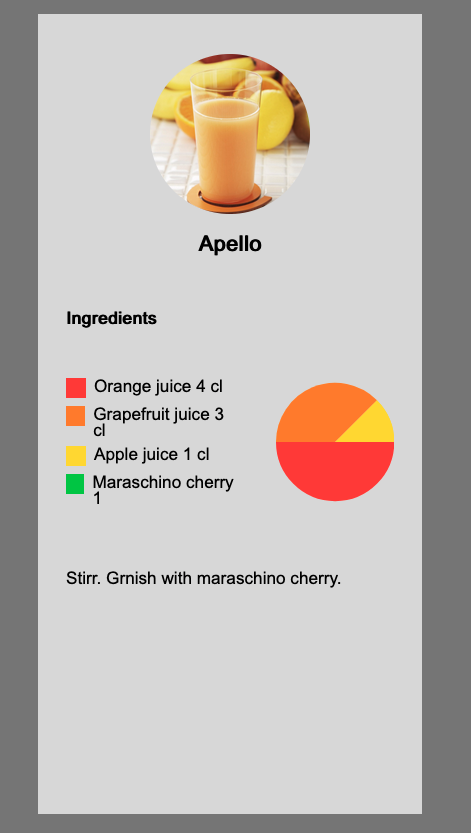 Apello
Ingredients
Orange juice 4 cl
Grapefruit juice 3
cl
Apple juice 1 cl
Maraschino cherry
1
Stirr. Grnish with maraschino cherry.